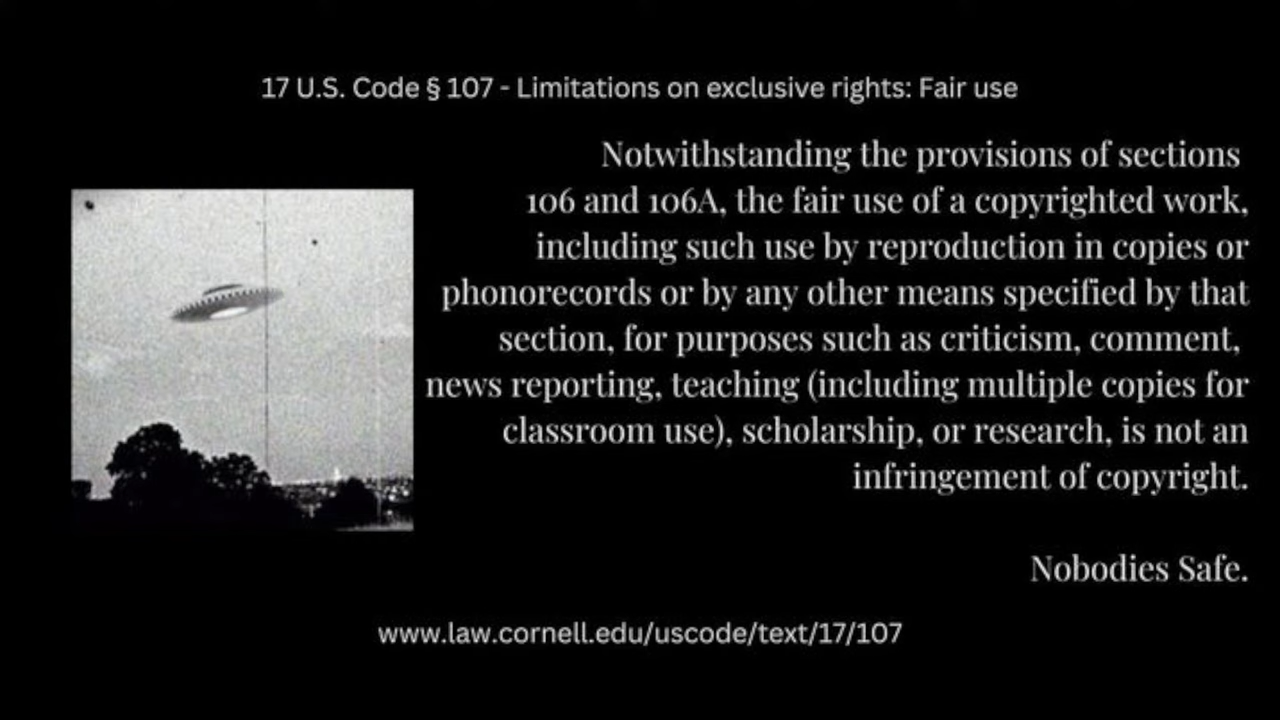 17 U.S. Code § 107 - Limitations on exclusive rights: Fair use
Notwithstanding the provisions of sections
106 and 106A, the fair use of a copyrighted work,
including such use by reproduction in copies or
phonorecords or by any other means specified by that
section, for purposes such as criticism, comment,
news reporting, teaching (including multiple copies for
classroom use), scholarship, or research, is not an
infringement of copyright.
Nobodies Safe.
www.law.cornell.edu/uscode/text/17/107